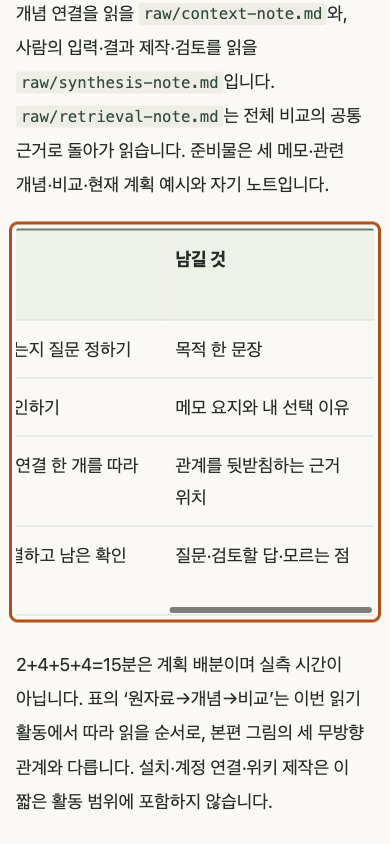 개념 연결을 읽을 raw/context-note.md와,
사람의 입력·결과 제작·검토를 읽을
raw/synthesis-note.md입니다.
raw/retrieval-note.md는 전체 비교의 공통
근거로 돌아가 읽습니다. 준비물은 세 메모·관련
개념·비교·현재 계획 예시와 자기 노트입니다.
남길 것
는지 질문 정하기 목적 한 문장
인하기 메모 요지와 내 선택 이유
연결 한 개를 따라 관계를 뒷받침하는 근거
위치
하고 남은 확인 질문·검토할 답·모르는 점
2+4+5+4=15분은 계획 배분이며 실측 시간이
아닙니다. 표의 ‘원자료→개념→비교’는 이번 읽기
활동에서 따라 읽을 순서로, 본편 그림의 세 무방향
관계와 다릅니다. 설치·계정 연결·위키 제작은 이
짧은 활동 범위에 포함하지 않습니다.